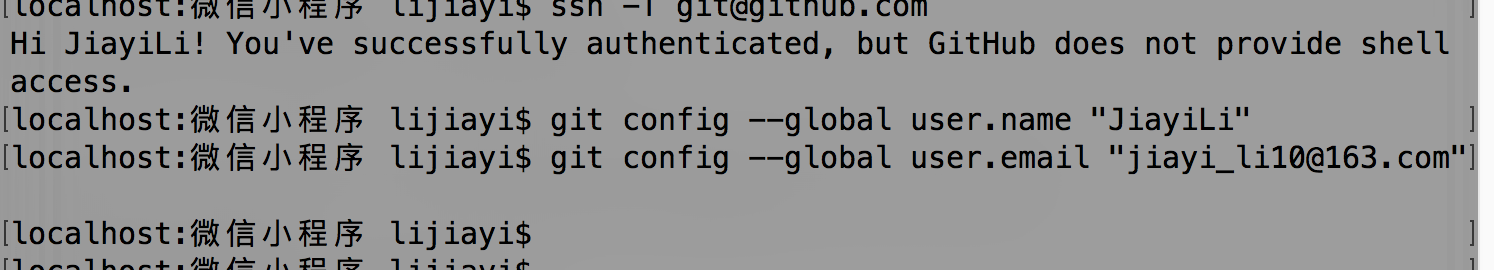 [localhost:微信小程序 lijiayi$ ssh -T git@github.com ]
Hi JiayiLi! You've successfully authenticated, but GitHub does not provide shell
access.
[localhost:微信小程序 lijiayi$ git config --global user.name "JiayiLi" ]
[localhost:微信小程序 lijiayi$ git config --global user.email "jiayi_li10@163.com"]
[localhost:微信小程序 lijiayi$ ]
[localhost:微信小程序 lijiayi$ ]